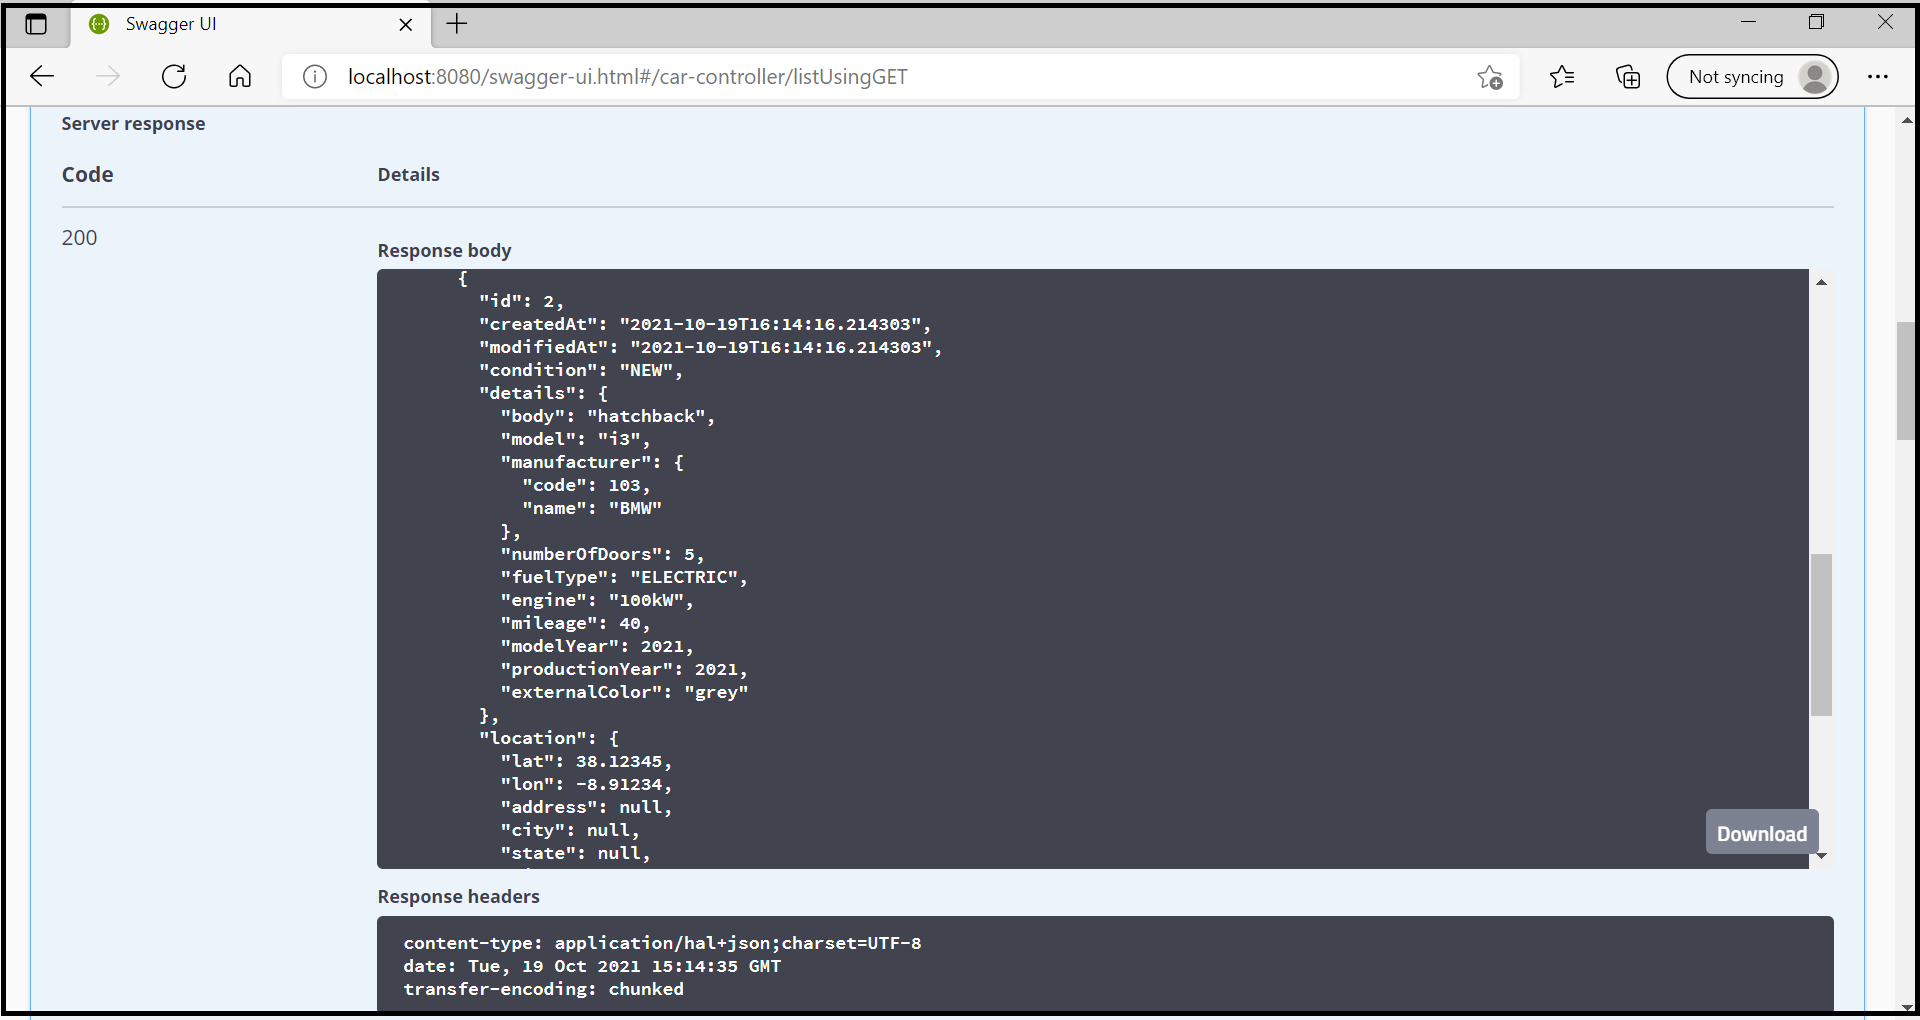 Swagger UI
localhost:8080/swagger-ui.html#/car-controller/listUsingGET
Not syncing
Server response
Code
Details
200
Response body
{
"id": 2,
"createdAt": "2021-10-19T16:14:16.214303",
"modifiedAt": "2021-10-19T16:14:16.214303",
"condition": "NEW",
"details": {
"body": "hatchback",
"model": "i3",
"manufacturer": {
"code": 103,
"name": "BMW"
},
"numberOfDoors": 5,
"fuelType": "ELECTRIC",
"engine": "100kW",
"mileage": 40,
"modelYear": 2021,
"productionYear": 2021,
"externalColor": "grey"
},
"location": {
"lat": 38.12345,
"lon": -8.91234,
"address": null,
"city": null,
"state": null,
Download
Response headers
content-type: application/hal+json;charset=UTF-8
date: Tue, 19 Oct 2021 15:14:35 GMT
transfer-encoding: chunked